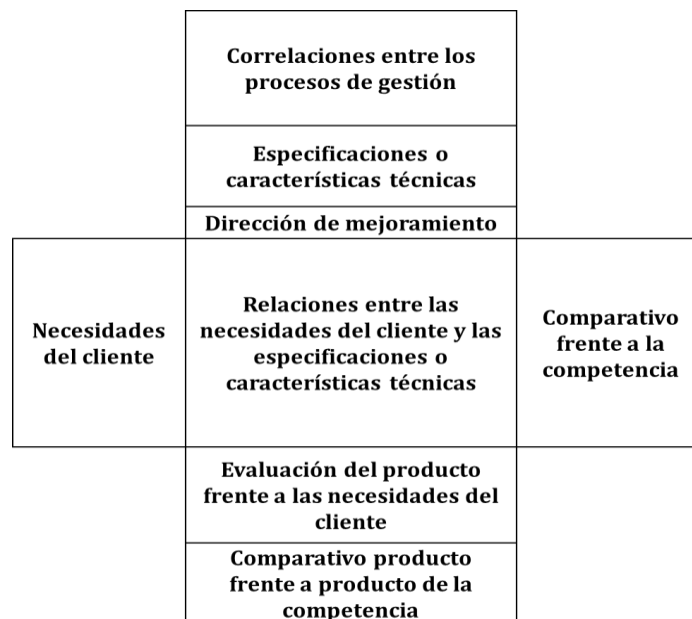 Correlaciones entre los
procesos de gestión
Especificaciones o
características técnicas
Dirección de mejoramiento
Necesidades
del cliente
Relaciones entre las
necesidades del cliente y las
especificaciones o
características técnicas
Comparativo
frente a la
competencia
Evaluación del producto
frente a las necesidades del
cliente
Comparativo producto
frente a producto de la
competencia